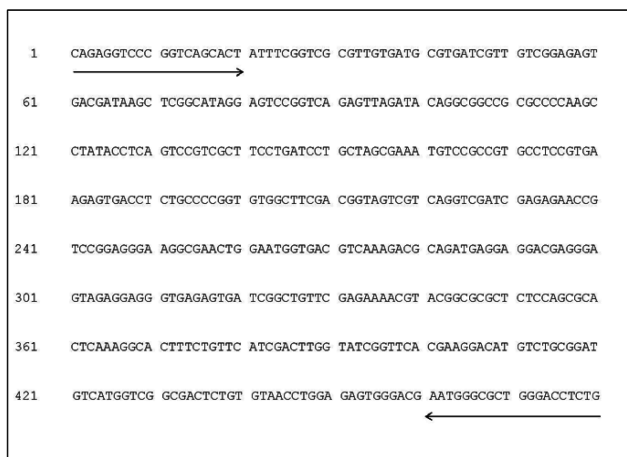 1 CAGAGGTCCC GGTCAGCACT ATTTCGGTCG CGTTGTGATG CGTGATCGTT GTCGGAGAGT
61 GACGATAAGC TCGGCATAGG AGTCCGGTCA GAGTTAGATA CAGGCGGCCG CGCCCCAAGC
121 CTATACCTCA GTCCGTCGCT TCCTGATCCT GCTAGCGAAA TGTCCGCCGT GCCTCCGTGA
181 AGAGTGACCT CTGCCCCGGT GTGGCTTCGA CGGTAGTCGT CAGGTCGATC GAGAGAACCG
241 TCCGGAGGGA AGGCGAACTG GAATGGTGAC GTCAAAGACG CAGATGAGGA GGACGAGGGA
301 GTAGAGGAGG GTGAGAGTGA TCGGCTGTTC GAGAAAACGT ACGGCGCGCT CTCCAGCGCA
361 CTCAAAGGCA CTTTCTGTTC ATCGACTTGG TATCGGTTCA CGAAGGACAT GTCTGCGGAT
421 GTCATGGTCG GCGACTCTGT GTAACCTGGA GAGTGGGACG AATGGGCGCT GGGACCTCTG